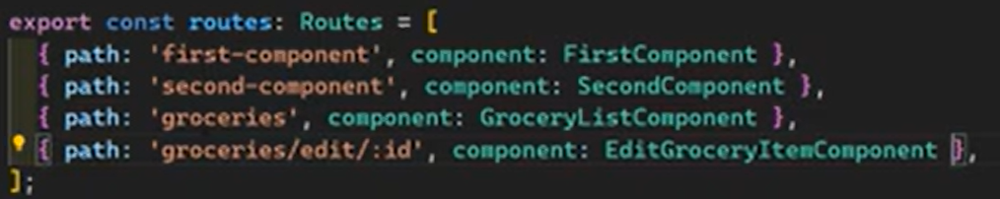 export const routes: Routes = [
{ path: 'first-component', component: FirstComponent },
{ path: 'second-component', component: SecondComponent },
{ path: 'groceries', component: GroceryListComponent },
{ path: 'groceries/edit/:id', component: EditGroceryItemComponent },
];